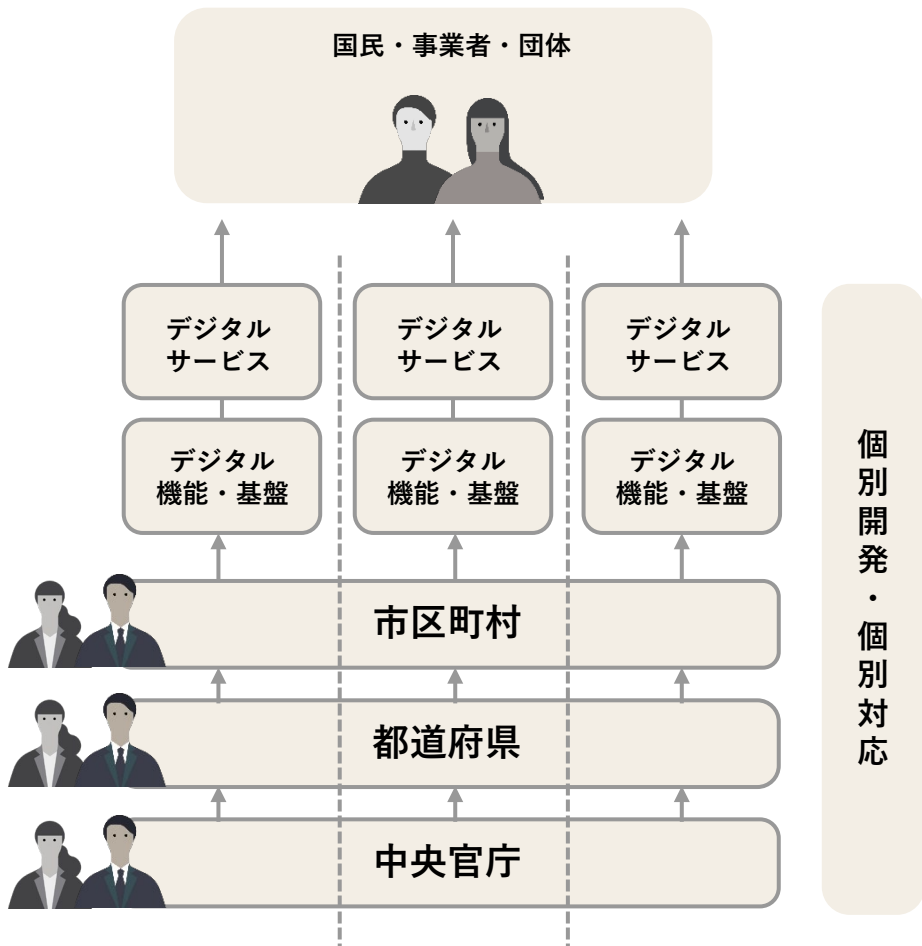 国民・事業者・団体
デジタル
サービス
デジタル
サービス
デジタル
サービス
デジタル
機能・基盤
デジタル
機能・基盤
デジタル
機能・基盤
市区町村
都道府県
中央官庁
個別開発・個別対応